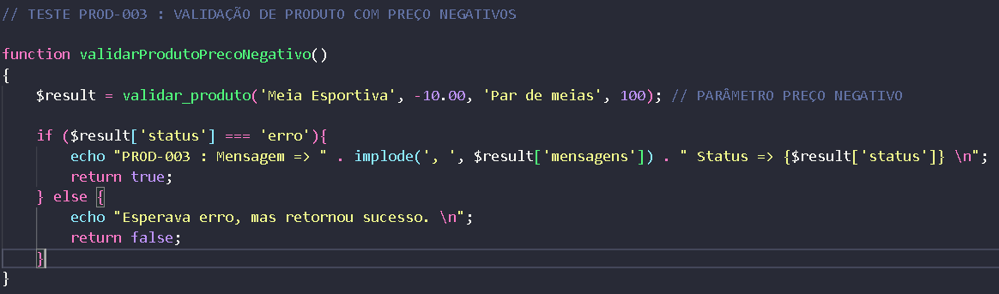 // TESTE PROD-003 : VALIDAÇÃO DE PRODUTO COM PREÇO NEGATIVOS
function validarProdutoPrecoNegativo()
{
$result = validar_produto('Meia Esportiva', -10.00, 'Par de meias', 100); // PARÂMETRO PREÇO NEGATIVO
if ($result['status'] === 'erro'){
echo "PROD-003 : Mensagem => " . implode(', ', $result['mensagens']) . " Status => {$result['status']} \n";
return true;
} else {
echo "Esperava erro, mas retornou sucesso. \n";
return false;
}
}